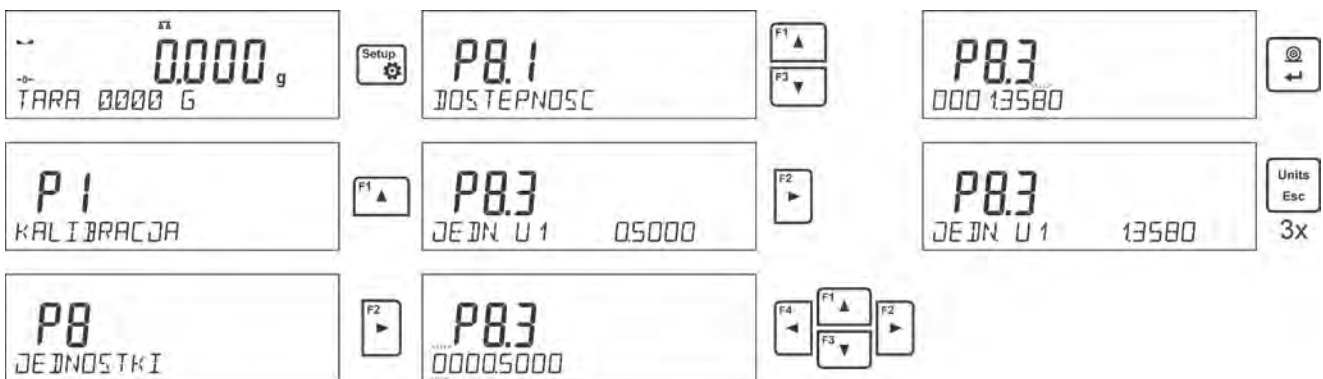 0.000 g
TARA 0.000 G
Setup
P1
KALIBRACJA
F1
P8
JEDNOSTKI
F2
P8.1
DOSTEPNOSC
F1
F3
P8.3
JEDN. U1 0.5000
F2
P8.3
0000.5000
F4 F1 F2
F3
P8.3
0001.3580
P8.3
JEDN. U1 1.3580
Units
Esc
3x